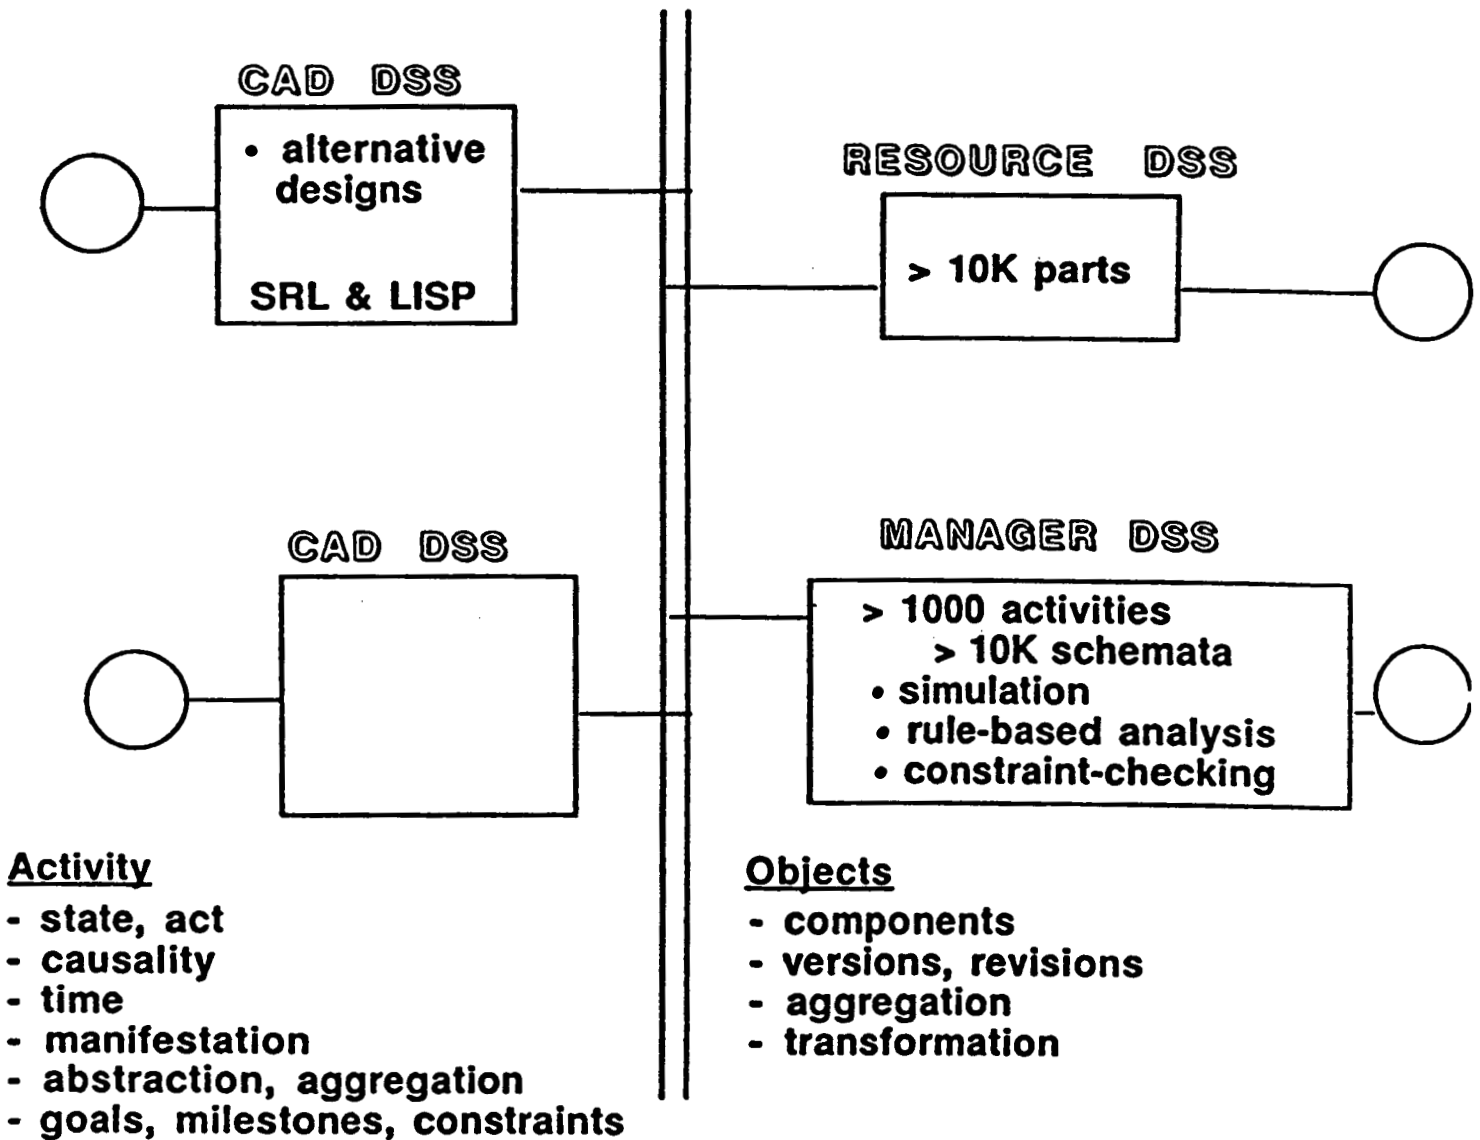 CAD DSS
• alternative
designs
SRL & LISP
RESOURCE DSS
> 10K parts
CAD DSS
MANAGER DSS
> 1000 activities
> 10K schemata
• simulation
• rule-based analysis
• constraint-checking
Activity
- state, act
- causality
- time
- manifestation
- abstraction, aggregation
- goals, milestones, constraints
Objects
- components
- versions, revisions
- aggregation
- transformation